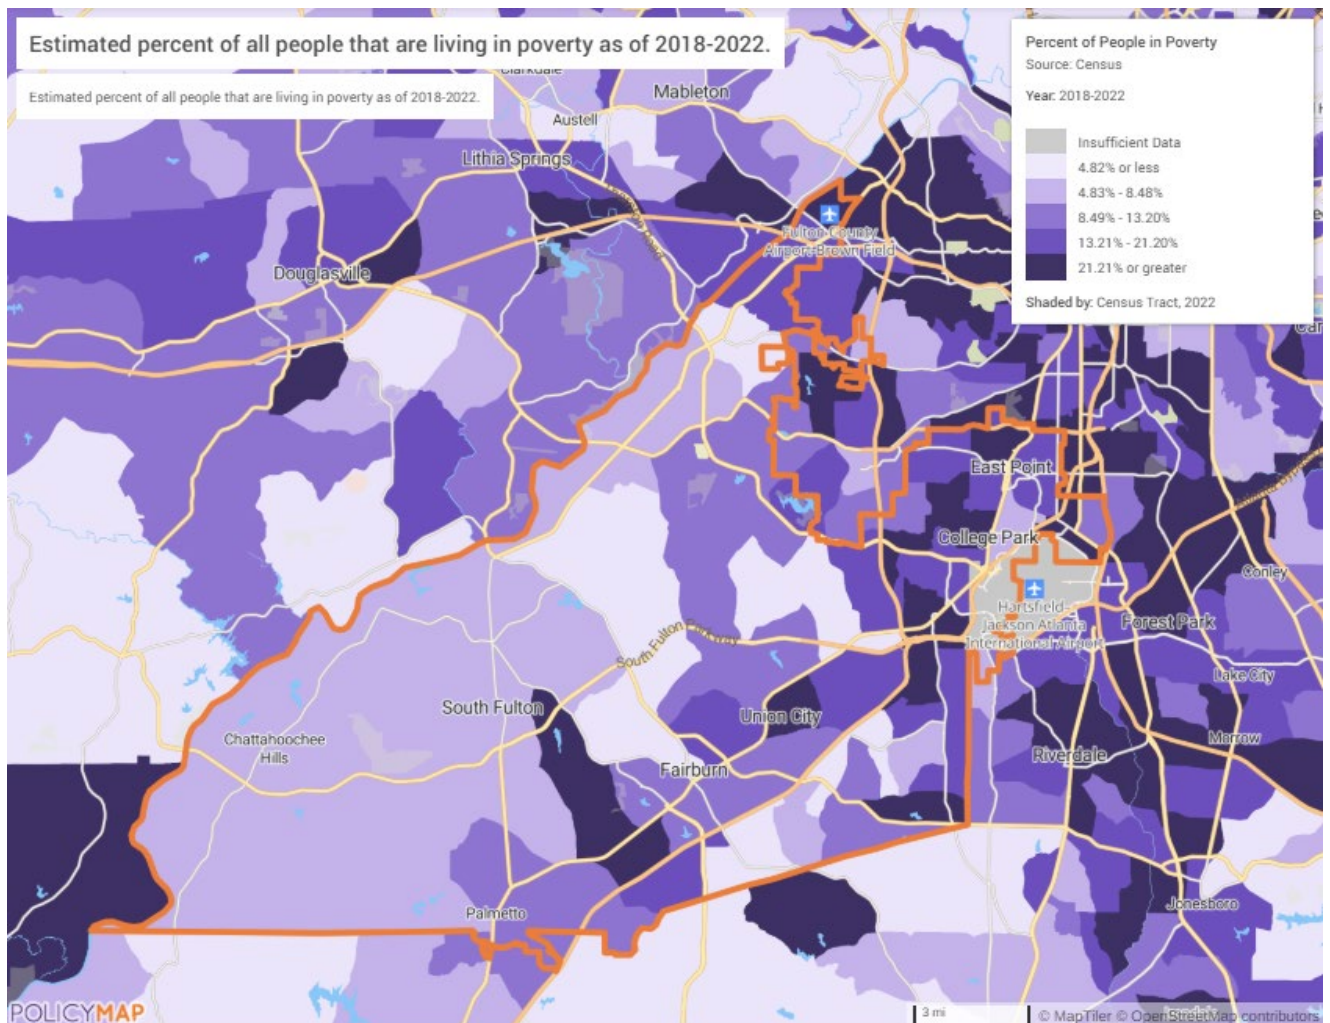 Estimated percent of all people that are living in poverty as of 2018-2022.
Estimated percent of all people that are living in poverty as of 2018-2022.
Percent of People in Poverty
Source: Census
Year: 2018-2022
Insufficient Data
4.82% or less
4.83% - 8.48%
8.49% - 13.20%
13.21% - 21.20%
21.21% or greater
Shaded by: Census Tract, 2022
Clarkdale
Mableton
Austell
Lithia Springs
Fulton County
Airport-Brown Field
Douglasville
East Point
College Park
Conley
Hartsfield-
Jackson Atlanta
International Airport
Forest Park
South Fulton Parkway
Lake City
South Fulton
Union City
Chattahoochee
Hills
Morrow
Riverdale
Fairburn
Jonesboro
Palmetto
POLICYMAP
3 mi
© MapTiler © OpenStreetMap contributors